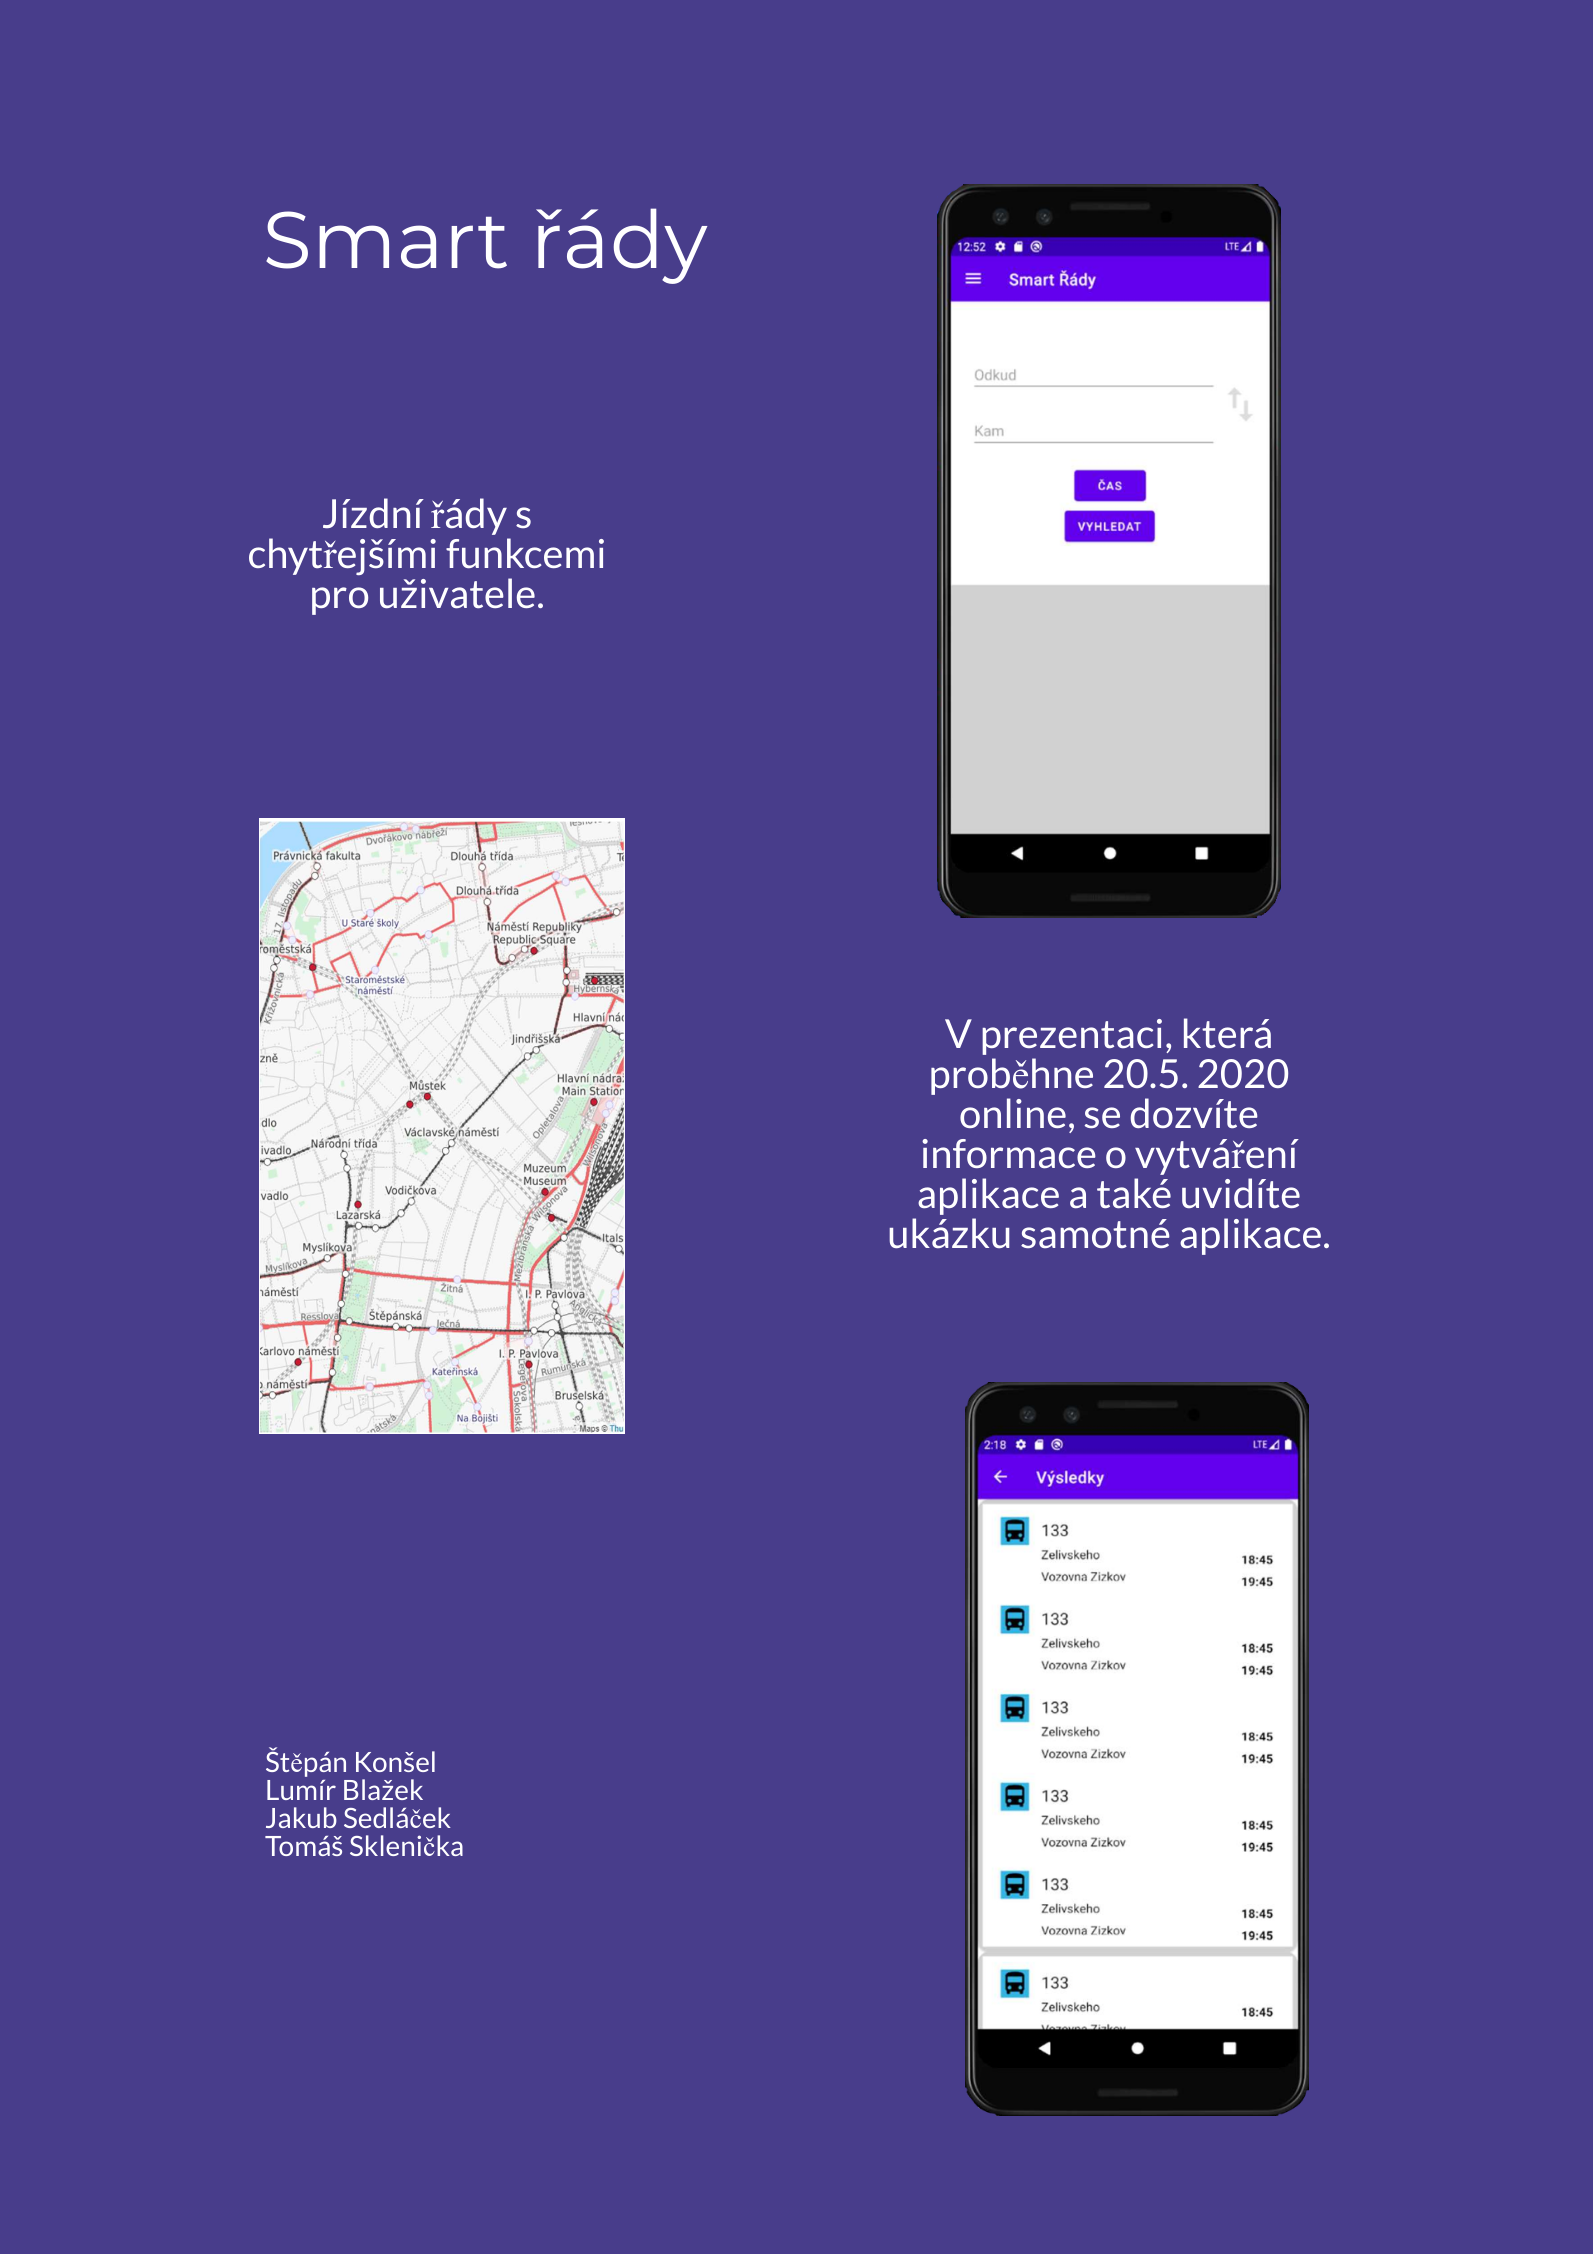 Smart řády
Jízdní řády s
chytřejšími funkcemi
pro uživatele.
12:52
LTE
Smart Řády
Odkud
Kam
ČAS
VYHLEDAT
Dvořákovo nábřeží
Právnická fakulta
Dlouhá třída
Dlouhá třída
17. listopadu
U Staré školy
Náměstí Republiky
Republic Square
roměstská
Staroměstské
náměstí
Křižovnická
Hybernská
Hlavní nád
Jindřišská
zně
Hlavní nádra
Main Station
Můstek
Opletalova
dlo
Václavské náměstí
Národní třída
ivadlo
Wilsonova
Muzeum
Museum
vadlo
Vodičkova
Wilsonova
Lazarská
Mezibranská
Itals
Myslíkova
Myslíkova
Žitná
náměstí
I. P. Pavlova
Anglická
Resslova
Štěpánská
Ječná
Karlovo náměstí
I. P. Pavlova
Rumunská
Kateřinská
Legerova
Sokolská
o náměstí
Bruselská
Na Bojišti
Maps © Thu
V prezentaci, která
proběhne 20.5. 2020
online, se dozvíte
informace o vytváření
aplikace a také uvidíte
ukázku samotné aplikace.
Štěpán Konšel
Lumír Blažek
Jakub Sedláček
Tomáš Sklenička
2:18
LTE
Výsledky
133
Zelivskeho 18:45
Vozovna Zizkov 19:45
133
Zelivskeho 18:45
Vozovna Zizkov 19:45
133
Zelivskeho 18:45
Vozovna Zizkov 19:45
133
Zelivskeho 18:45
Vozovna Zizkov 19:45
133
Zelivskeho 18:45
Vozovna Zizkov 19:45
133
Zelivskeho 18:45
Vozovna Zizkov